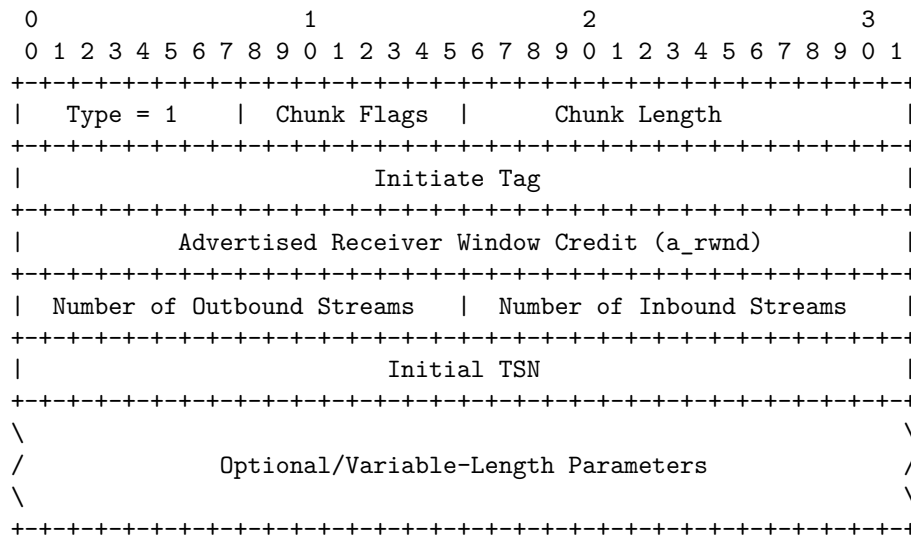 0                   1                   2                   3
0 1 2 3 4 5 6 7 8 9 0 1 2 3 4 5 6 7 8 9 0 1 2 3 4 5 6 7 8 9 0 1
+-+-+-+-+-+-+-+-+-+-+-+-+-+-+-+-+-+-+-+-+-+-+-+-+-+-+-+-+-+-+-+-+
|   Type = 1    |  Chunk Flags  |      Chunk Length             |
+-+-+-+-+-+-+-+-+-+-+-+-+-+-+-+-+-+-+-+-+-+-+-+-+-+-+-+-+-+-+-+-+
|                         Initiate Tag                          |
+-+-+-+-+-+-+-+-+-+-+-+-+-+-+-+-+-+-+-+-+-+-+-+-+-+-+-+-+-+-+-+-+
|           Advertised Receiver Window Credit (a_rwnd)          |
+-+-+-+-+-+-+-+-+-+-+-+-+-+-+-+-+-+-+-+-+-+-+-+-+-+-+-+-+-+-+-+-+
|  Number of Outbound Streams   |  Number of Inbound Streams    |
+-+-+-+-+-+-+-+-+-+-+-+-+-+-+-+-+-+-+-+-+-+-+-+-+-+-+-+-+-+-+-+-+
|                          Initial TSN                          |
+-+-+-+-+-+-+-+-+-+-+-+-+-+-+-+-+-+-+-+-+-+-+-+-+-+-+-+-+-+-+-+-+
\                                                               \
/              Optional/Variable-Length Parameters              /
\                                                               \
+-+-+-+-+-+-+-+-+-+-+-+-+-+-+-+-+-+-+-+-+-+-+-+-+-+-+-+-+-+-+-+-+